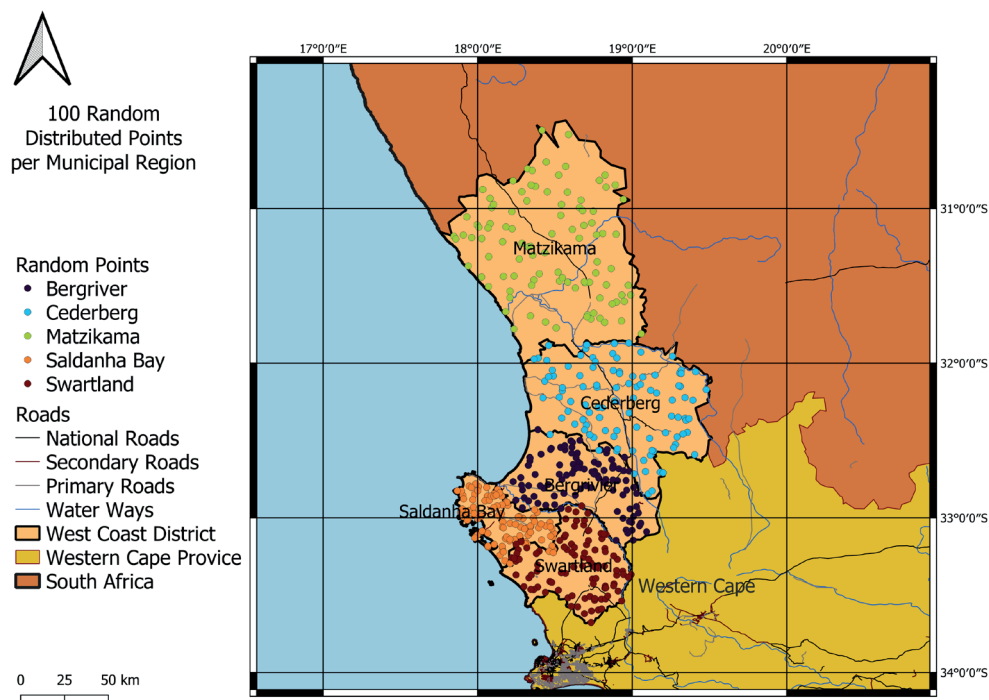 100 Random
Distributed Points
per Municipal Region
Random Points
Bergriver
Cederberg
Matzikama
Saldanha Bay
Swartland
Roads
National Roads
Secondary Roads
Primary Roads
Water Ways
West Coast District
Western Cape Provice
South Africa
0 25 50 km
17°0'0"E 18°0'0"E 19°0'0"E 20°0'0"E
31°0'0"S
32°0'0"S
33°0'0"S
34°0'0"S
Matzikama
Cederberg
Bergriver
Saldanha Bay
Swartland
Western Cape